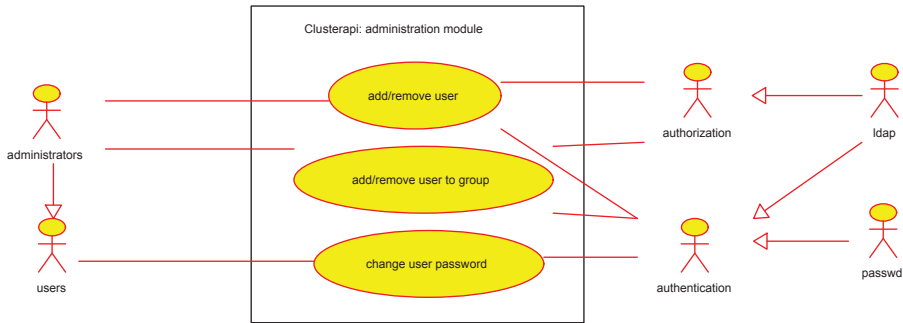 Clusterapi: administration module
add/remove user
administrators
authorization
ldap
add/remove user to group
change user password
users
authentication
passwd